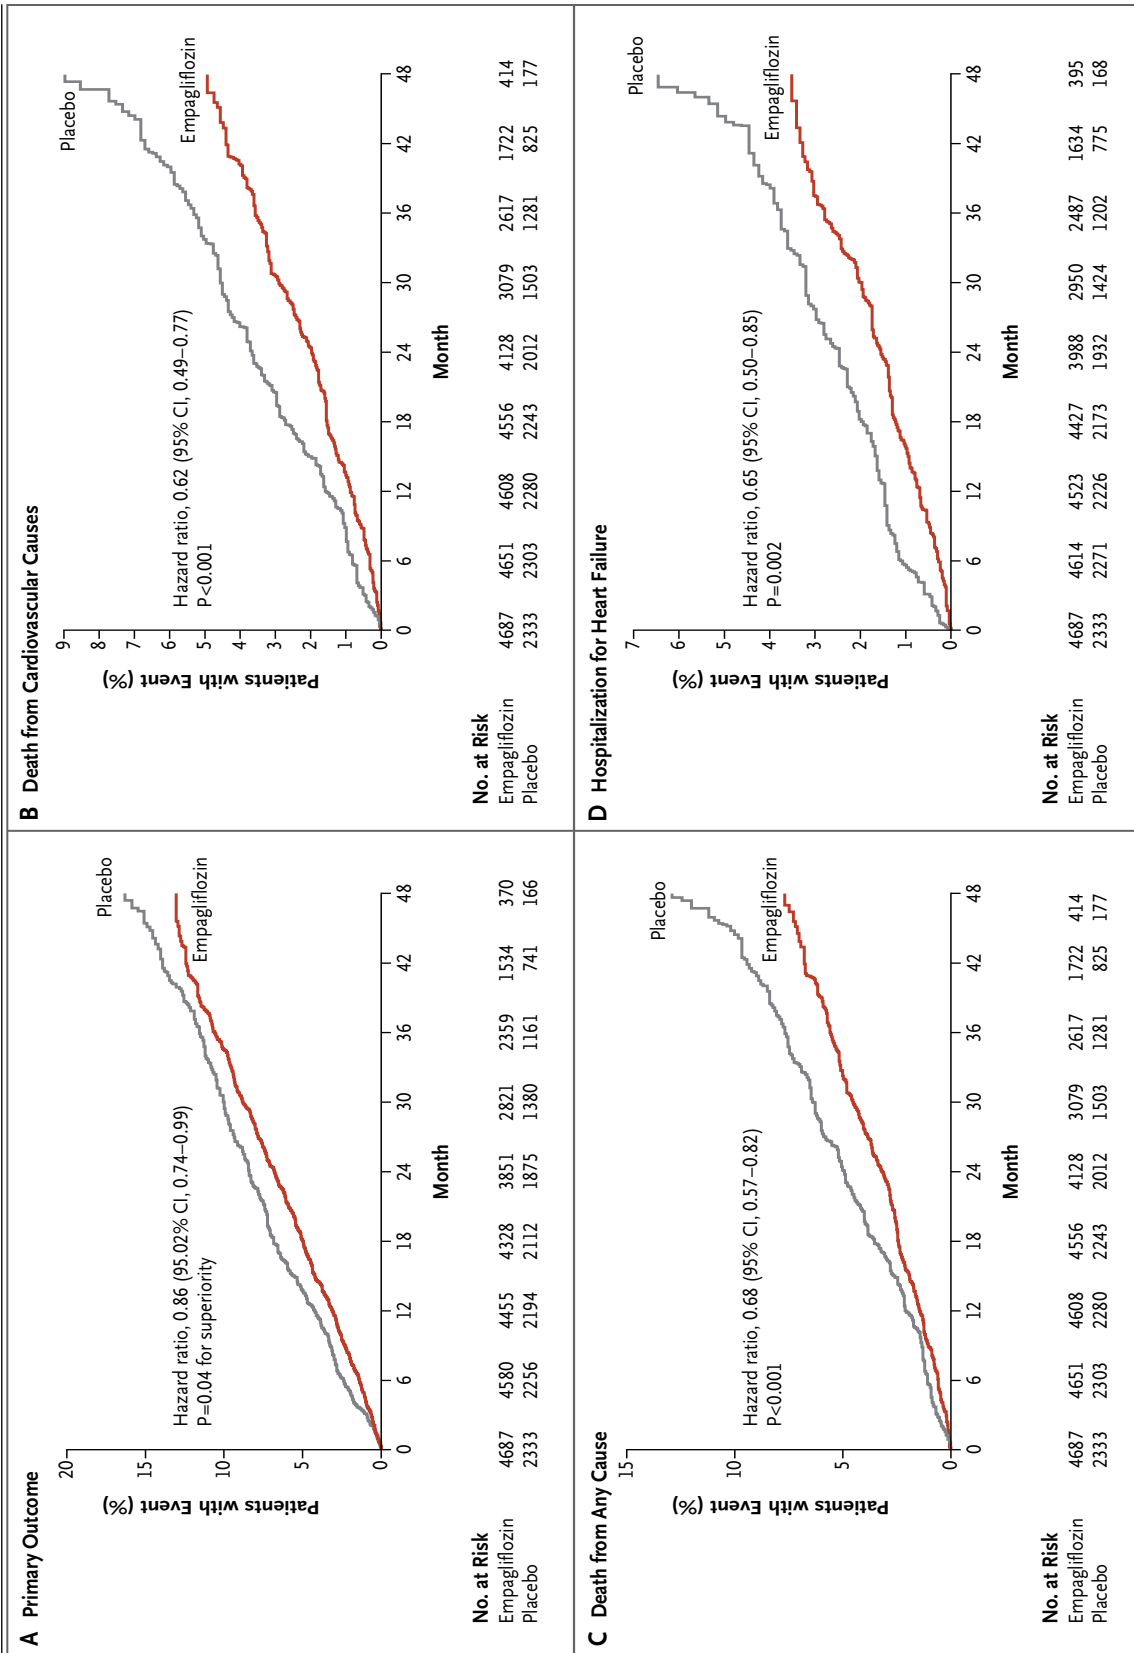 A Primary Outcome
Patients with Event (%)
20
15
10
5
0
Hazard ratio, 0.86 (95.02% CI, 0.74–0.99)
P=0.04 for superiority
Placebo
Empagliflozin
0 6 12 18 24 30 36 42 48
Month
No. at Risk
Empagliflozin 4687 4580 4455 4328 3851 2821 2359 1534 370
Placebo 2333 2256 2194 2112 1875 1380 1161 741 166
B Death from Cardiovascular Causes
Patients with Event (%)
9
8
7
6
5
4
3
2
1
0
Hazard ratio, 0.62 (95% CI, 0.49–0.77)
P<0.001
Placebo
Empagliflozin
0 6 12 18 24 30 36 42 48
Month
No. at Risk
Empagliflozin 4687 4651 4608 4556 4128 3079 2617 1722 414
Placebo 2333 2303 2280 2243 2012 1503 1281 825 177
C Death from Any Cause
Patients with Event (%)
15
10
5
0
Hazard ratio, 0.68 (95% CI, 0.57–0.82)
P<0.001
Placebo
Empagliflozin
0 6 12 18 24 30 36 42 48
Month
No. at Risk
Empagliflozin 4687 4651 4608 4556 4128 3079 2617 1722 414
Placebo 2333 2303 2280 2243 2012 1503 1281 825 177
D Hospitalization for Heart Failure
Patients with Event (%)
7
6
5
4
3
2
1
0
Hazard ratio, 0.65 (95% CI, 0.50–0.85)
P=0.002
Placebo
Empagliflozin
0 6 12 18 24 30 36 42 48
Month
No. at Risk
Empagliflozin 4687 4614 4523 4427 3988 2950 2487 1634 395
Placebo 2333 2271 2226 2173 1932 1424 1202 775 168